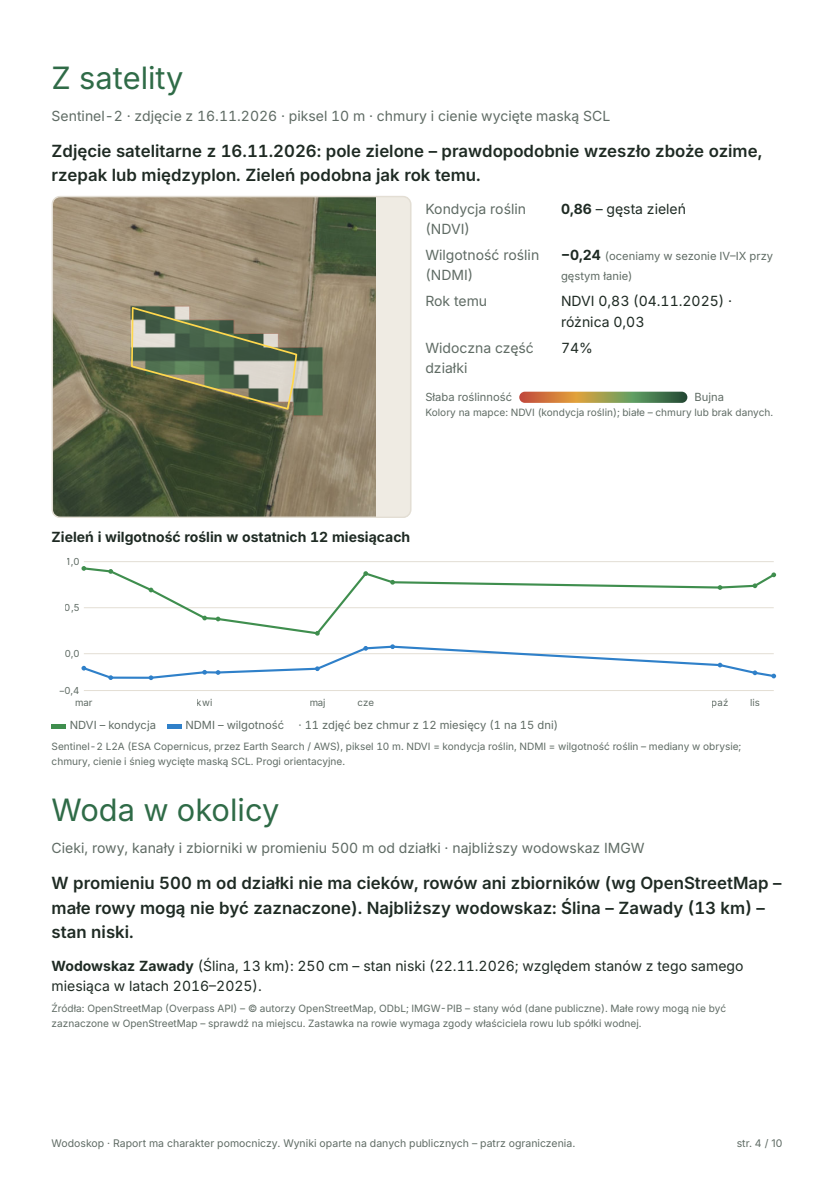 Z satelity
Sentinel-2 · zdjęcie z 16.11.2026 · piksel 10 m · chmury i cienie wycięte maską SCL
Zdjęcie satelitarne z 16.11.2026: pole zielone – prawdopodobnie wzeszło zboże ozime,
rzepak lub międzyplon. Zieleń podobna jak rok temu.
Kondycja roślin
(NDVI)
0,86 – gęsta zieleń
Wilgotność roślin
(NDMI)
−0,24 (oceniamy w sezonie IV–IX przy
gęstym łanie)
Rok temu
NDVI 0,83 (04.11.2025) ·
różnica 0,03
Widoczna część
działki
74%
Słaba roślinność
Bujna
Kolory na mapce: NDVI (kondycja roślin); białe – chmury lub brak danych.
Zieleń i wilgotność roślin w ostatnich 12 miesiącach
1,0
0,5
0,0
−0,4
mar kwi maj cze paź lis
NDVI – kondycja NDMI – wilgotność · 11 zdjęć bez chmur z 12 miesięcy (1 na 15 dni)
Sentinel-2 L2A (ESA Copernicus, przez Earth Search / AWS), piksel 10 m. NDVI = kondycja roślin, NDMI = wilgotność roślin – mediany w obrysie;
chmury, cienie i śnieg wycięte maską SCL. Progi orientacyjne.
Woda w okolicy
Cieki, rowy, kanały i zbiorniki w promieniu 500 m od działki · najbliższy wodowskaz IMGW
W promieniu 500 m od działki nie ma cieków, rowów ani zbiorników (wg OpenStreetMap –
małe rowy mogą nie być zaznaczone). Najbliższy wodowskaz: Ślina – Zawady (13 km) –
stan niski.
Wodowskaz Zawady (Ślina, 13 km): 250 cm – stan niski (22.11.2026; względem stanów z tego samego
miesiąca w latach 2016–2025).
Źródła: OpenStreetMap (Overpass API) – © autorzy OpenStreetMap, ODbL; IMGW-PIB – stany wód (dane publiczne). Małe rowy mogą nie być
zaznaczone w OpenStreetMap – sprawdź na miejscu. Zastawka na rowie wymaga zgody właściciela rowu lub spółki wodnej.
Wodoskop · Raport ma charakter pomocniczy. Wyniki oparte na danych publicznych – patrz ograniczenia.
str. 4 / 10